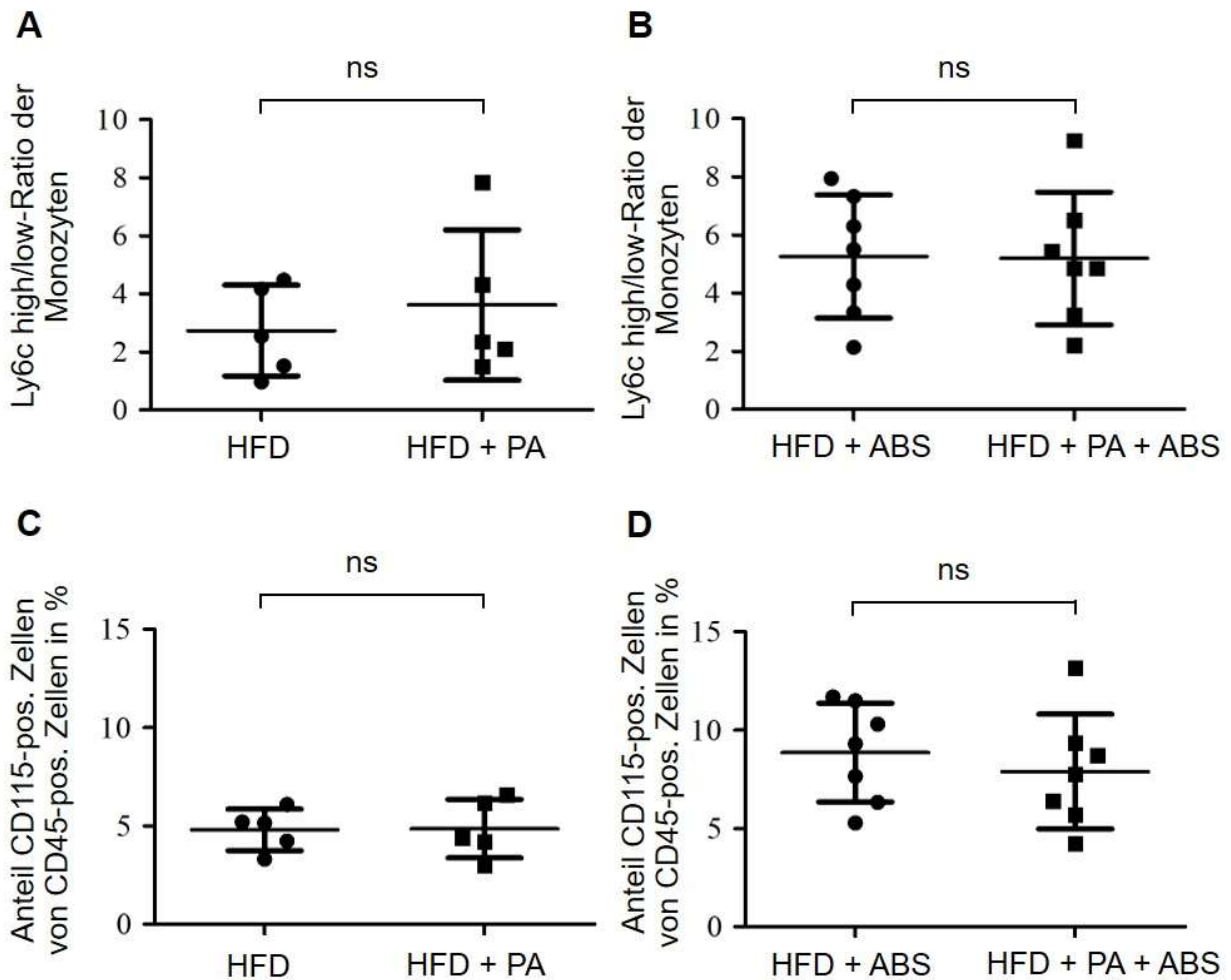 A
ns
Ly6c high/low-Ratio der
Monozyten
10
8
6
4
2
0
HFD
HFD + PA
B
ns
Ly6c high/low-Ratio der
Monozyten
10
8
6
4
2
0
HFD + ABS
HFD + PA + ABS
C
ns
Anteil CD115-pos. Zellen
von CD45-pos. Zellen in %
15
10
5
0
HFD
HFD + PA
D
ns
Anteil CD115-pos. Zellen
von CD45-pos. Zellen in %
15
10
5
0
HFD + ABS
HFD + PA + ABS